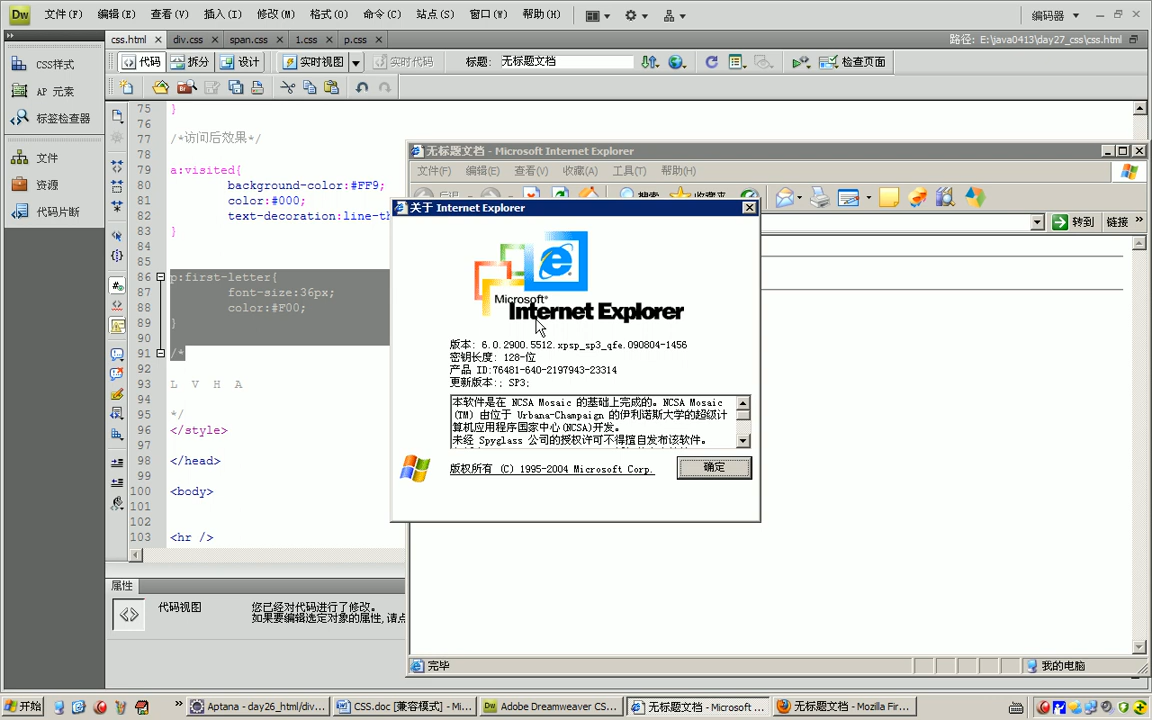 Dw 文件(F) 编辑(E) 查看(V) 插入(I) 修改(M) 格式(O) 命令(C) 站点(S) 窗口(W) 帮助(H) 编码器
css.html div.css span.css 1.css p.css 路径: E:\java0413\day27_css\css.html
代码 拆分 设计 实时视图 实时代码 标题: 无标题文档 检查页面
CSS样式
AP 元素
标签检查器
文件
资源
代码片断
75 }
76
77 /*访问后效果*/
78
79 a:visited{
80 background-color:#FF9;
81 color:#000;
82 text-decoration:line-th
83 }
84
85
86 p:first-letter{
87 font-size:36px;
88 color:#F00;
89 }
90
91 /*
92
93 L V H A
94
95 */
96 </style>
97
98 </head>
99
100 <body>
101
102
103 <hr />
属性
代码视图 您已经对代码进行了修改。
如果要编辑选定对象的属性,请点
无标题文档 - Microsoft Internet Explorer
文件(F) 编辑(E) 查看(V) 收藏(A) 工具(T) 帮助(H)
后退 搜索 收藏夹
转到 链接 »
关于 Internet Explorer
Microsoft®
Internet Explorer
版本: 6.0.2900.5512.xpsp_sp3_qfe.090804-1456
密钥长度: 128-位
产品 ID:76481-640-2197943-23314
更新版本:; SP3;
本软件是在 NCSA Mosaic 的基础上完成的。NCSA Mosaic
(TM) 由位于 Urbana-Champaign 的伊利诺斯大学的超级计
算机应用程序国家中心(NCSA)开发。
未经 Spyglass 公司的授权许可不得擅自发布该软件。
版权所有 (C) 1995-2004 Microsoft Corp.
确定
完毕 我的电脑
开始 » Aptana - day26_html/div... CSS.doc [兼容模式] - Mi... Adobe Dreamweaver CS... 无标题文档 - Microsoft ... 无标题文档 - Mozilla Fir...